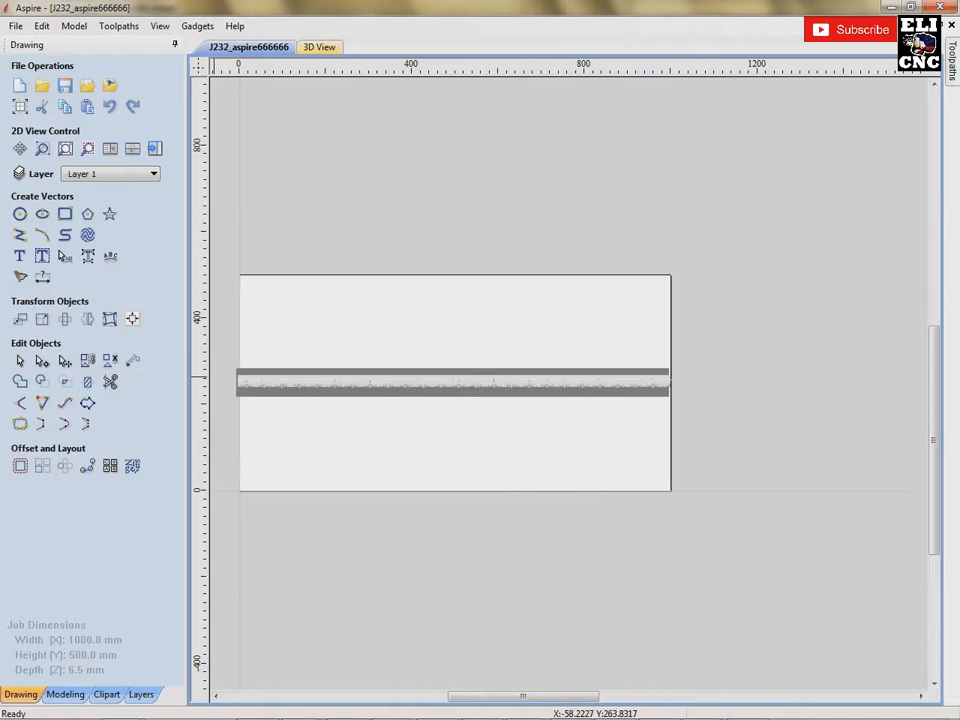 Aspire - [J232_aspire666666]
File Edit Model Toolpaths View Gadgets Help
Subscribe
ELI
CNC
Drawing
J232_aspire666666 3D View
Toolpaths
File Operations
0 400 800 1200
2D View Control
800
Layer Layer 1
Create Vectors
Transform Objects
400
Edit Objects
Offset and Layout
0
Job Dimensions
Width [X]: 1000.0 mm
Height [Y]: 500.0 mm
Depth [Z]: 6.5 mm
-400
Drawing Modeling Clipart Layers
Ready X:-58.2227 Y:263.8317